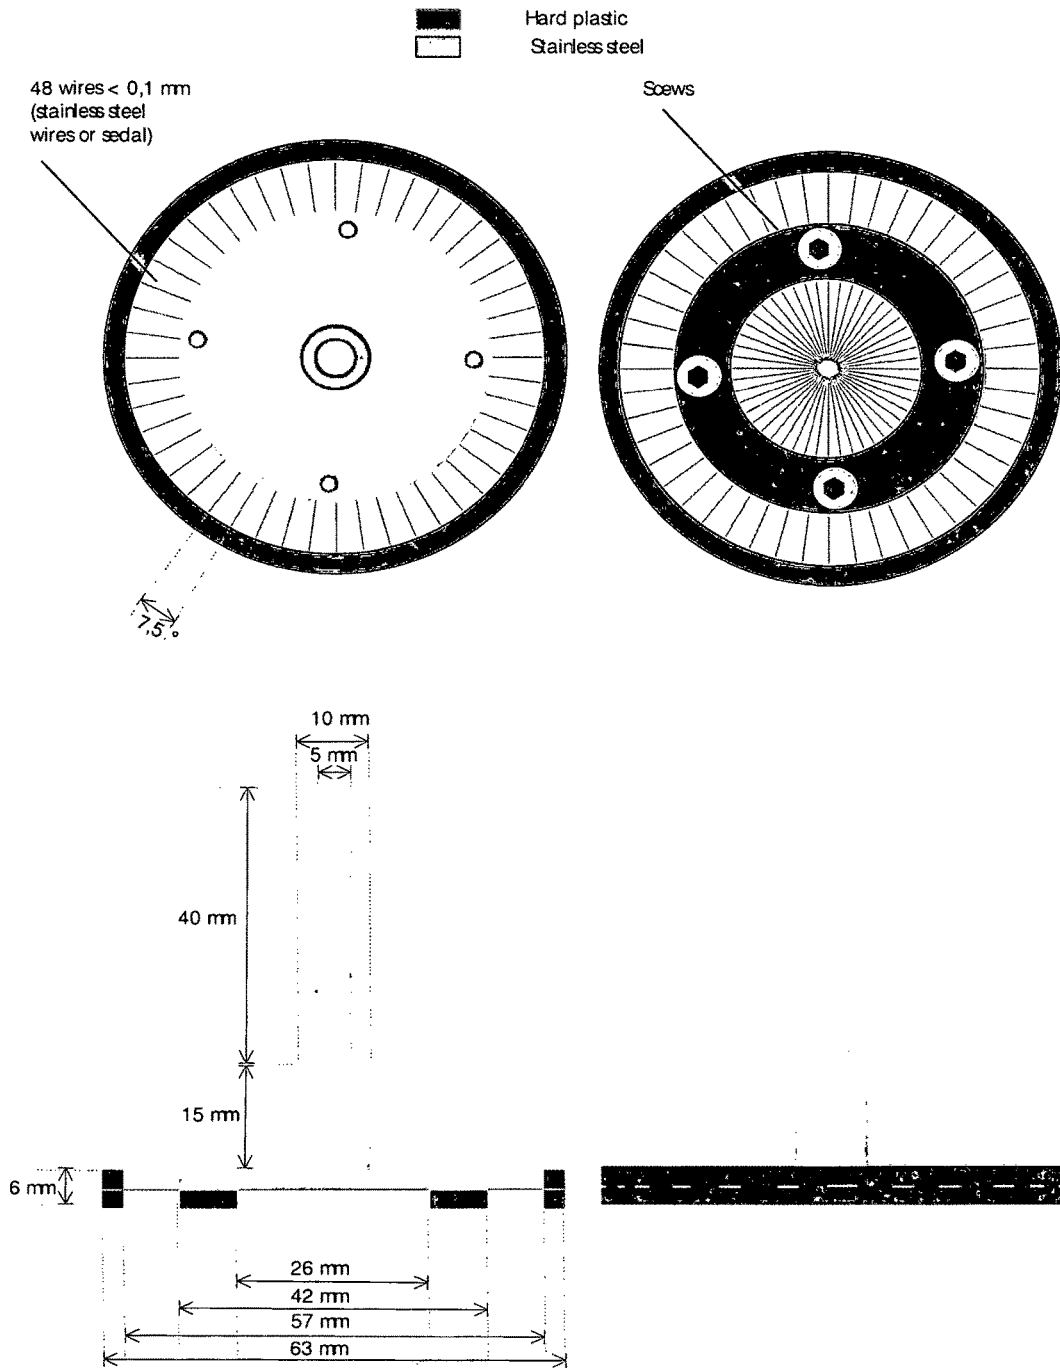 Hard plastic
Stainless steel
48 wires < 0,1 mm
(stainless steel
wires or sedal)
Scews
7,5 °
10 mm
5 mm
40 mm
15 mm
6 mm
26 mm
42 mm
57 mm
63 mm